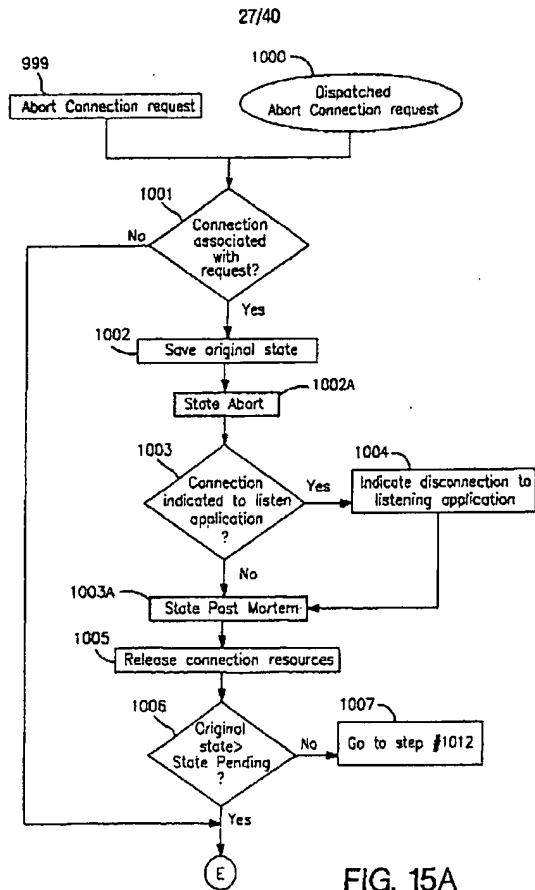 27/40
999
Abort Connection request
1000
Dispatched
Abort Connection request
1001
Connection
associated
with
request?
No
Yes
1002
Save original state
1002A
State Abort
1003
Connection
indicated to listen
application
?
Yes
1004
Indicate disconnection to
listening application
No
1003A
State Post Mortem
1005
Release connection resources
1006
Original
state>
State Pending
?
No
1007
Go to step #1012
Yes
E
FIG. 15A